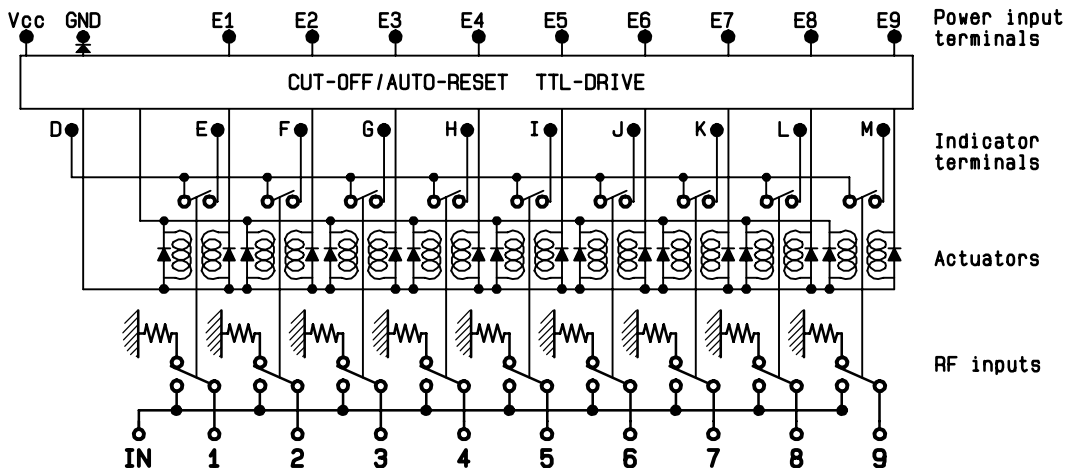 Vcc GND E1 E2 E3 E4 E5 E6 E7 E8 E9 Power input
terminals
CUT-OFF/AUTO-RESET TTL-DRIVE
D E F G H I J K L M Indicator
terminals
Actuators
RF inputs
IN 1 2 3 4 5 6 7 8 9